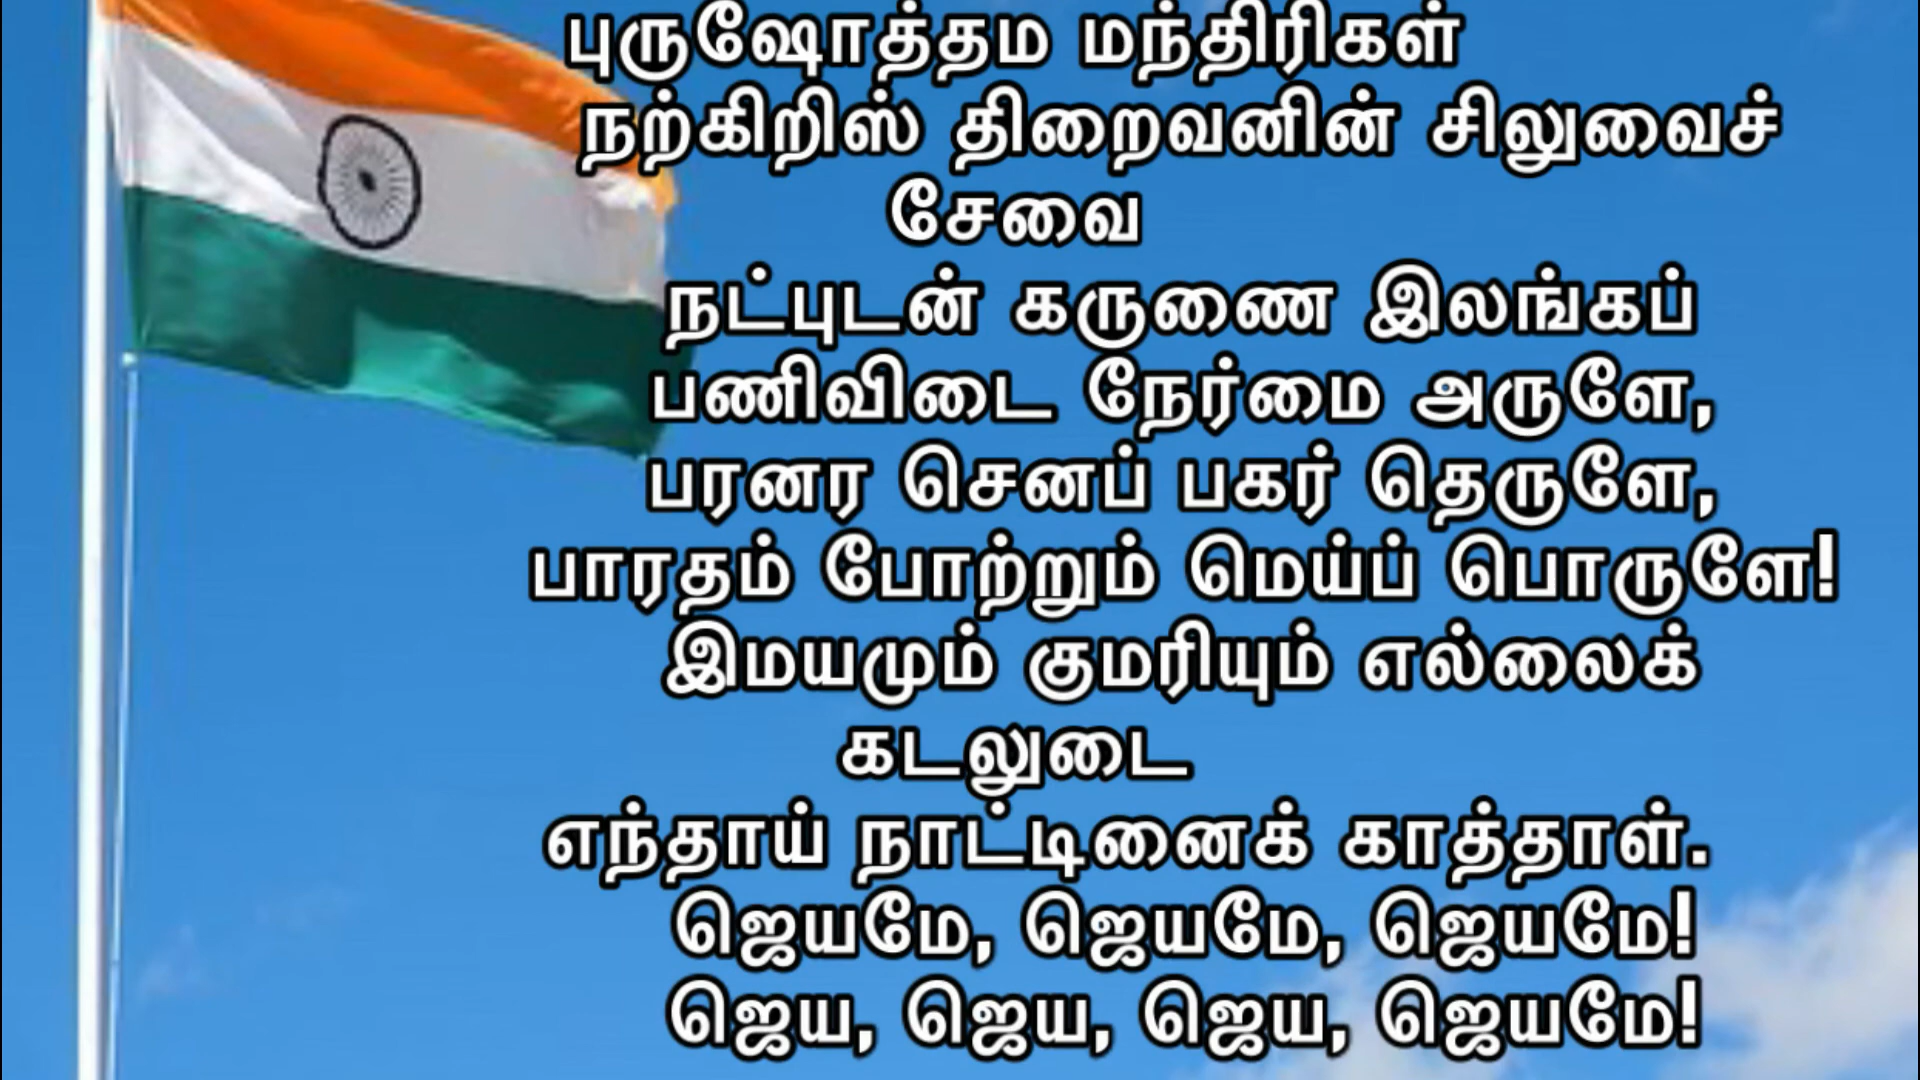 புருஷோத்தம மந்திரிகள்
நற்கிறிஸ் திறைவனின் சிலுவைச்
சேவை
நட்புடன் கருணை இலங்கப்
பணிவிடை நேர்மை அருளே,
பரனர செனப் பகர் தெருளே,
பாரதம் போற்றும் மெய்ப் பொருளே!
இமயமும் குமரியும் எல்லைக்
கடலுடை
எந்தாய் நாட்டினைக் காத்தாள்.
ஜெயமே, ஜெயமே, ஜெயமே!
ஜெய, ஜெய, ஜெய, ஜெயமே!